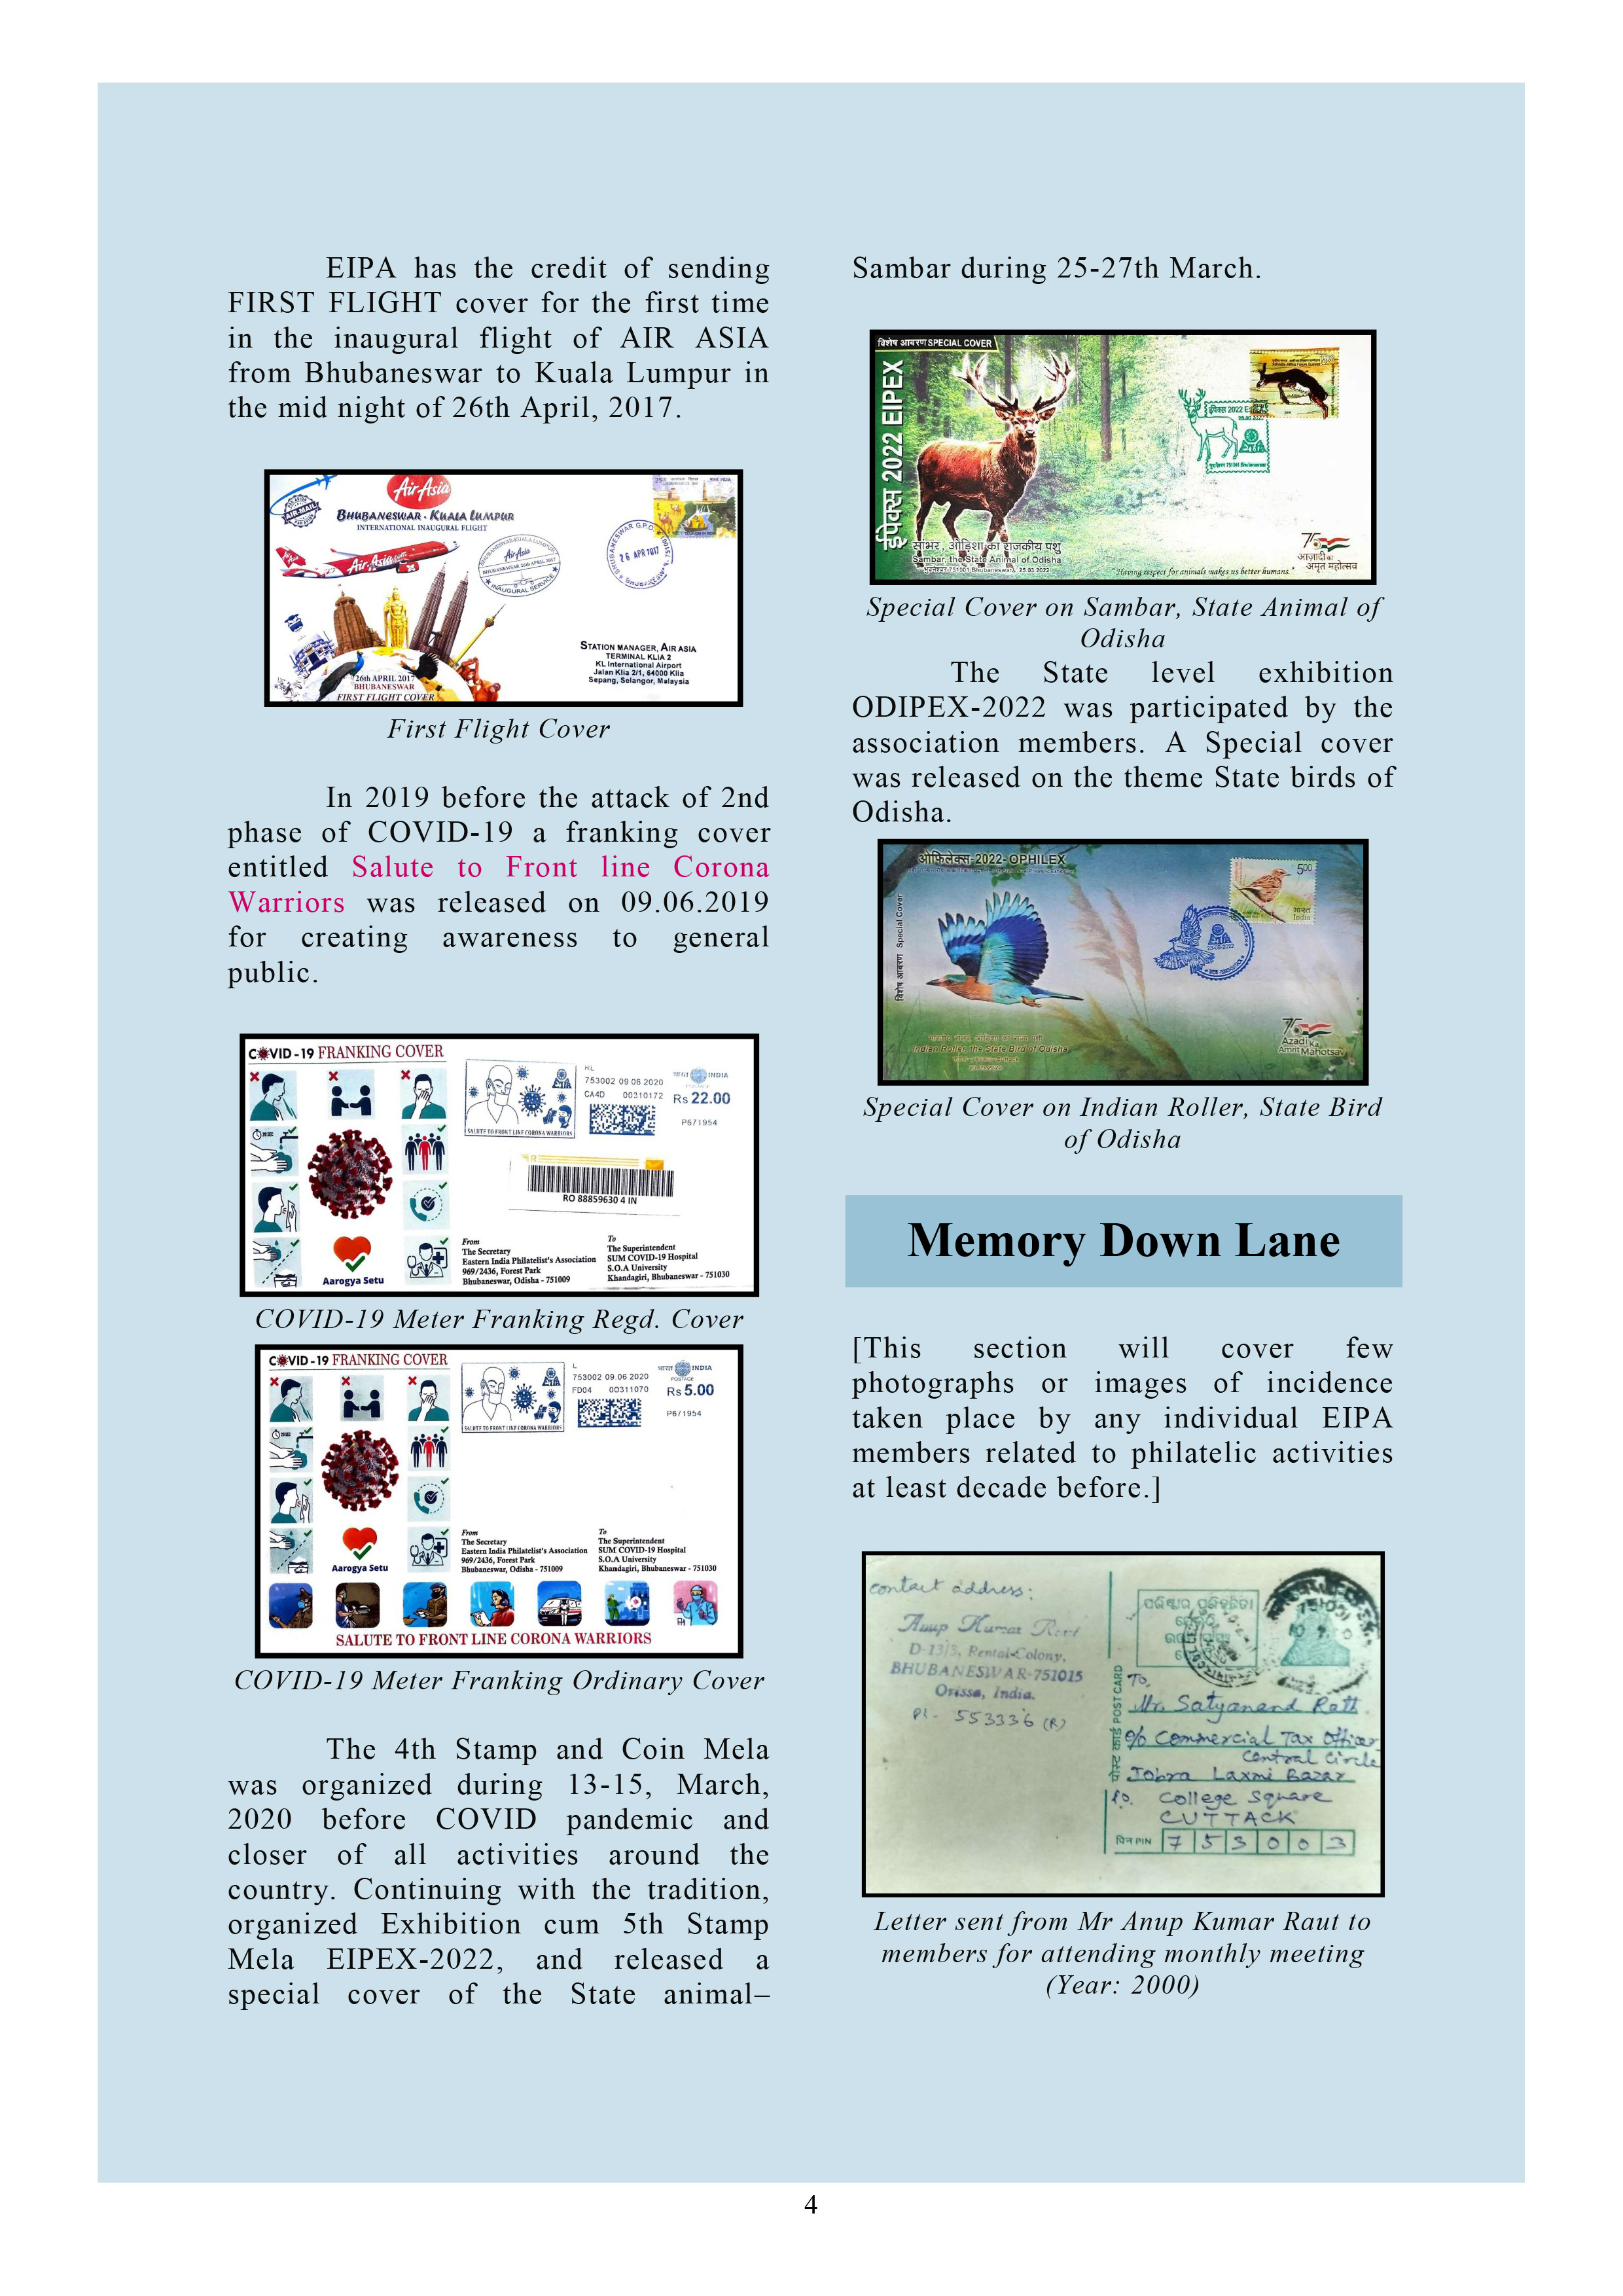 EIPA has the credit of sending
FIRST FLIGHT cover for the first time
in the inaugural flight of AIR ASIA
from Bhubaneswar to Kuala Lumpur in
the mid night of 26th April, 2017.
AIR-MAIL
AirAsia
BHUBANESWAR - KUALA LUMPUR
INTERNATIONAL INAUGURAL FLIGHT
AirAsia.com
AirAsia
BHUBANESWAR 26th APRIL 2017
INAUGURAL SERVICE
BHUBANESWAR G.P.O.
26 APR 2017
STATION MANAGER, AIR ASIA
TERMINAL KLIA 2
KL International Airport
Jalan Klia 2/1, 64000 Klia
Sepang, Selangor, Malaysia
26th APRIL 2017
BHUBANESWAR
FIRST FLIGHT COVER
First Flight Cover
In 2019 before the attack of 2nd
phase of COVID-19 a franking cover
entitled Salute to Front line Corona
Warriors was released on 09.06.2019
for creating awareness to general
public.
COVID-19 FRANKING COVER
753002 09 06 2020
CA4D 00310172
भारत INDIA
Rs 22.00
P671954
SALUTE TO FRONT LINE CORONA WARRIORS
RO 88859630 4 IN
From
The Secretary
Eastern India Philatelist's Association
969/2436, Forest Park
Bhubaneswar, Odisha - 751009
To
The Superintendent
SUM COVID-19 Hospital
S.O.A University
Khandagiri, Bhubaneswar - 751030
Aarogya Setu
COVID-19 Meter Franking Regd. Cover
COVID-19 FRANKING COVER
L
753002 09.06 2020
FD04 00311070
भारत INDIA
POSTAGE
Rs 5.00
P671954
SALUTE TO FRONT LINE CORONA WARRIORS
From
The Secretary
Eastern India Philatelist's Association
969/2436, Forest Park
Bhubaneswar, Odisha - 751009
To
The Superintendent
SUM COVID-19 Hospital
S.O.A University
Khandagiri, Bhubaneswar - 751030
Aarogya Setu
SALUTE TO FRONT LINE CORONA WARRIORS
COVID-19 Meter Franking Ordinary Cover
The 4th Stamp and Coin Mela
was organized during 13-15, March,
2020 before COVID pandemic and
closer of all activities around the
country. Continuing with the tradition,
organized Exhibition cum 5th Stamp
Mela EIPEX-2022, and released a
special cover of the State animal–
Sambar during 25-27th March.
विशेष आवरण SPECIAL COVER
ईपेक्स 2022 EIPEX
सांभर, ओड़िशा का राजकीय पशु
Sambar, the State Animal of Odisha
"Having respect for animals makes us better humans."
आज़ादी का
अमृत महोत्सव
Special Cover on Sambar, State Animal of
Odisha
The State level exhibition
ODIPEX-2022 was participated by the
association members. A Special cover
was released on the theme State birds of
Odisha.
ओफिलेक्स-2022-OPHILEX
विशेष आवरण Special Cover
500
भारत
India
Indian Roller, the State Bird of Odisha
Azadi Ka
Amrit Mahotsav
Special Cover on Indian Roller, State Bird
of Odisha
Memory Down Lane
[This section will cover few
photographs or images of incidence
taken place by any individual EIPA
members related to philatelic activities
at least decade before.]
contact address:
Anup Kumar Rout
D-13/3, Rental Colony,
BHUBANESWAR-751015
Orissa, India.
Ph - 553336 (R)
पोस्ट कार्ड POST CARD
To,
Mr. Satyanand Rath
o/o Commercial Tax Officer
Central Circle
Jobra Laxmi Bazar
P.O. College Square
CUTTACK
पिन PIN 753003
Letter sent from Mr Anup Kumar Raut to
members for attending monthly meeting
(Year: 2000)
4